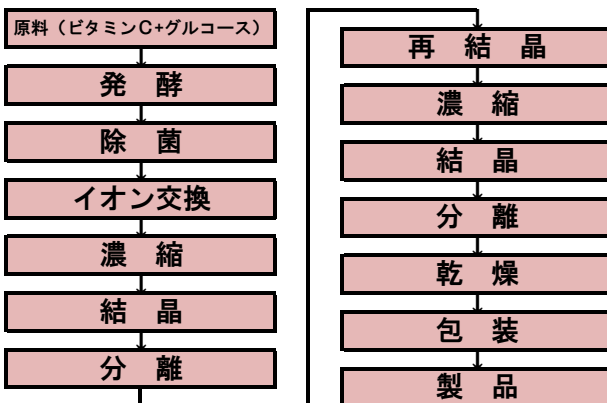 原料（ビタミンC+グルコース）
発　酵
除　菌
イオン交換
濃　縮
結　晶
分　離
再　結　晶
濃　縮
結　晶
分　離
乾　燥
包　装
製　品